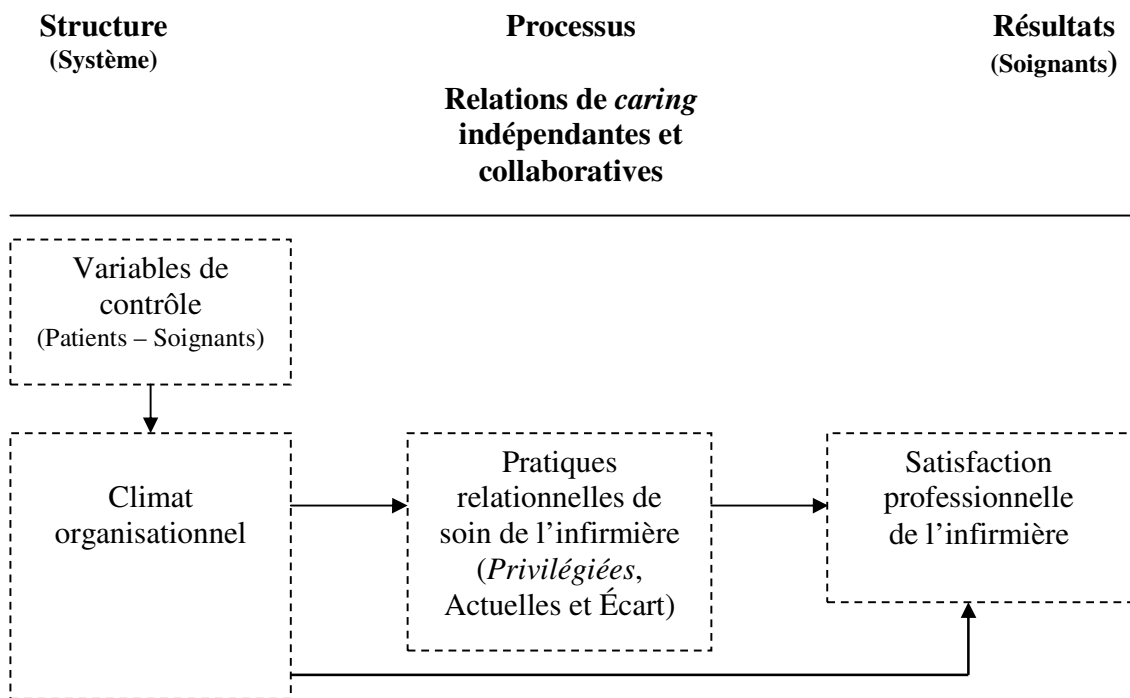 Structure
(Système)
Processus
Relations de caring
indépendantes et
collaboratives
Résultats
(Soignants)
Variables de
contrôle
(Patients – Soignants)
Climat
organisationnel
Pratiques
relationnelles de
soin de l’infirmière
(Privilégiées,
Actuelles et Écart)
Satisfaction
professionnelle
de l’infirmière